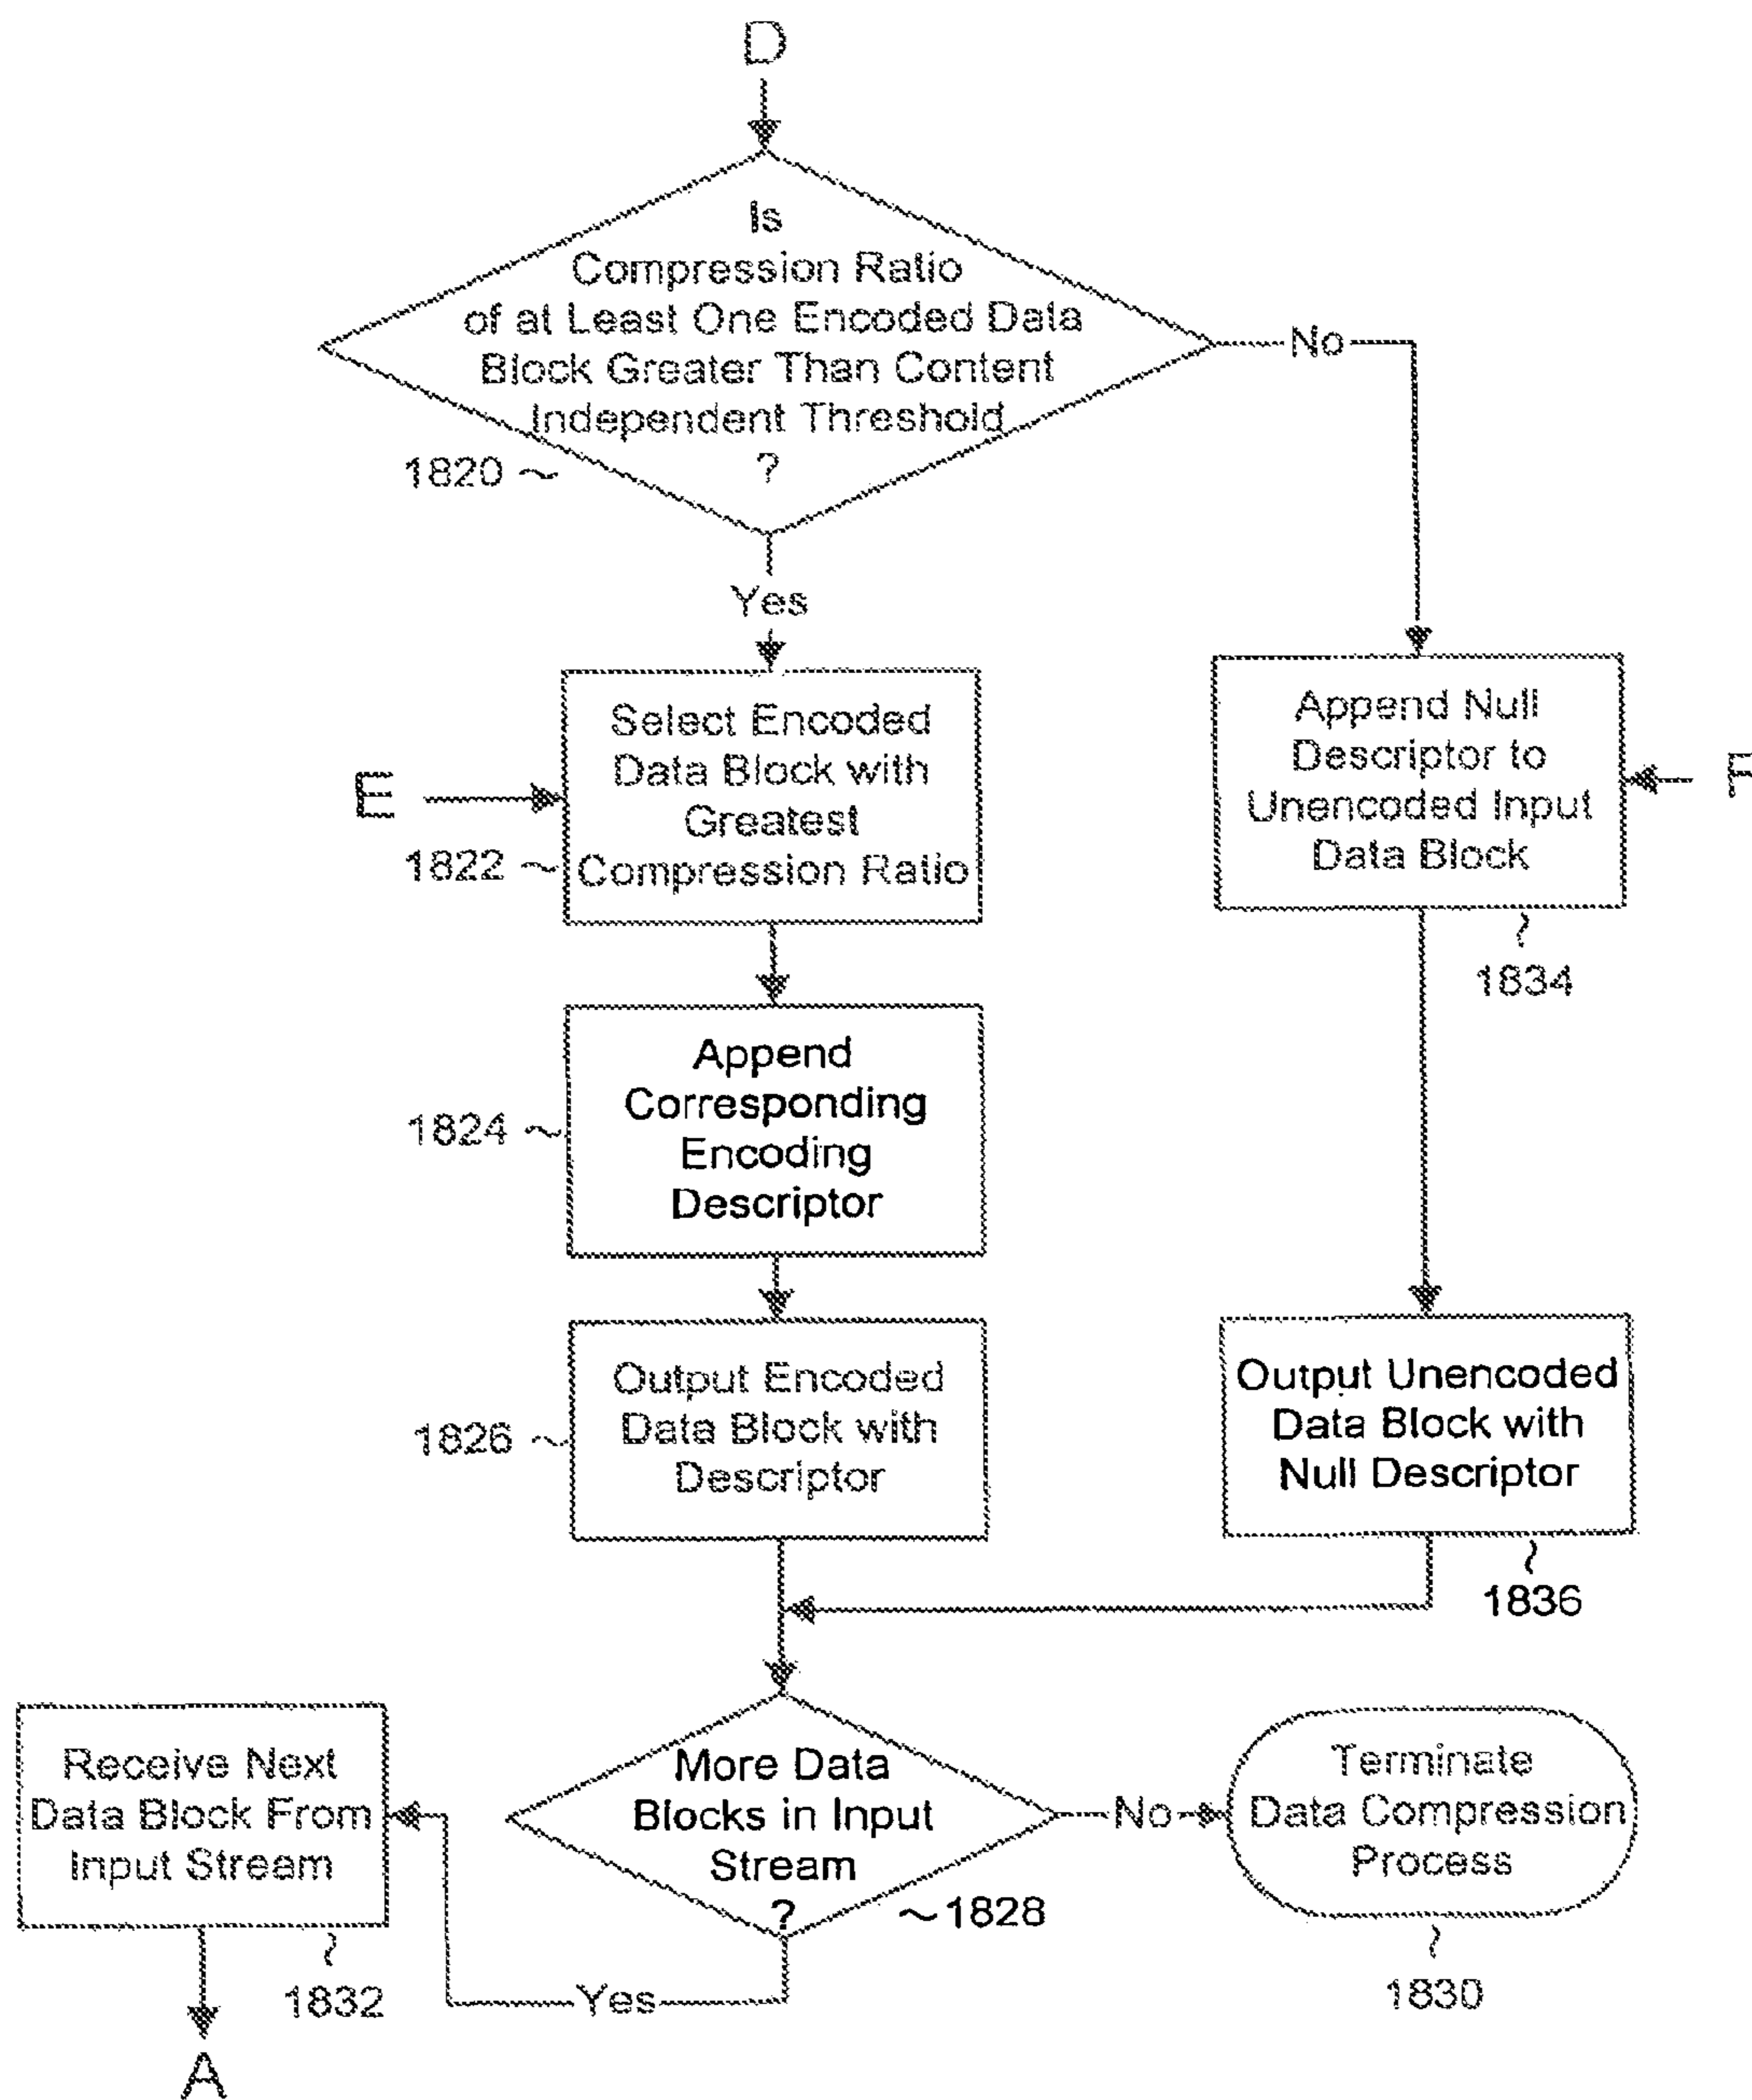 D
Is
Compression Ratio
of at Least One Encoded Data
Block Greater Than Content
Independent Threshold
?
1820
No
Yes
Select Encoded
Data Block with
Greatest
Compression Ratio
E
1822
Append Null
Descriptor to
Unencoded Input
Data Block
F
1834
Append
Corresponding
Encoding
Descriptor
1824
Output Encoded
Data Block with
Descriptor
1826
Output Unencoded
Data Block with
Null Descriptor
1836
Receive Next
Data Block From
Input Stream
1832
More Data
Blocks in Input
Stream
?
1828
No
Terminate
Data Compression
Process
1830
Yes
A